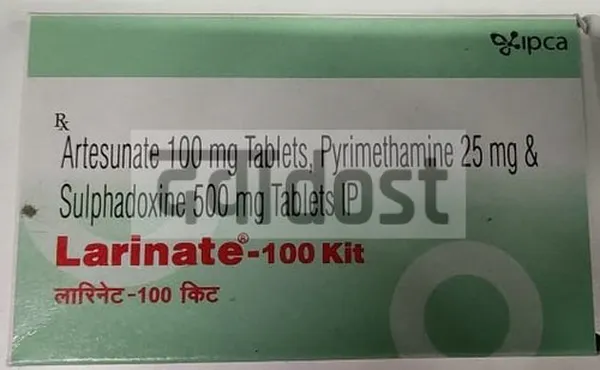 ipca
Rx
Artesunate 100 mg Tablets, Pyrimethamine 25 mg &
Sulphadoxine 500 mg Tablets IP
Larinate®-100 Kit
लारिनेट-100 किट